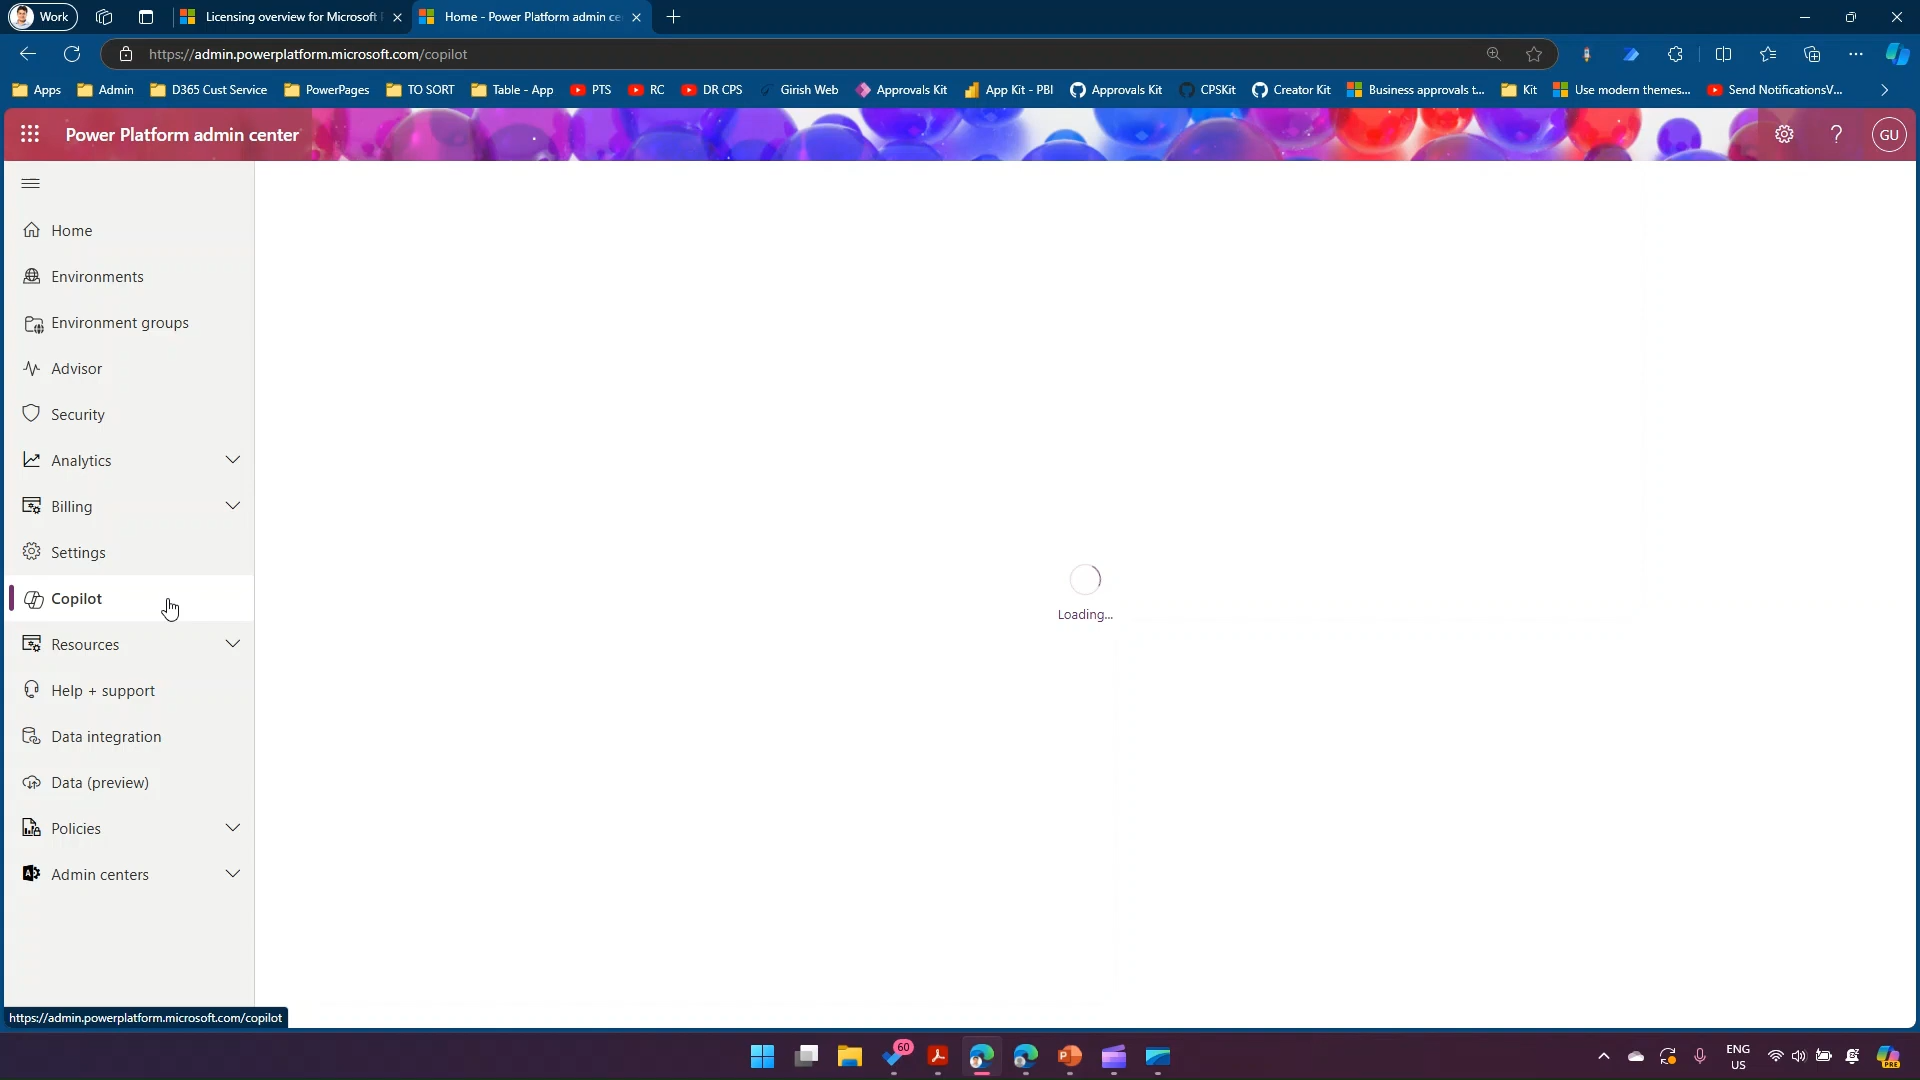 Work
Licensing overview for Microsoft
Home - Power Platform admin ce
https://admin.powerplatform.microsoft.com/copilot
Apps
Admin
D365 Cust Service
PowerPages
TO SORT
Table - App
PTS
RC
DR CPS
Girish Web
Approvals Kit
App Kit - PBI
Approvals Kit
CPSKit
Creator Kit
Business approvals t...
Kit
Use modern themes...
Send NotificationsV...
Power Platform admin center
GU
Home
Environments
Environment groups
Advisor
Security
Analytics
Billing
Settings
Copilot
Loading...
Resources
Help + support
Data integration
Data (preview)
Policies
Admin centers
https://admin.powerplatform.microsoft.com/copilot
60
ENG
US
PRE